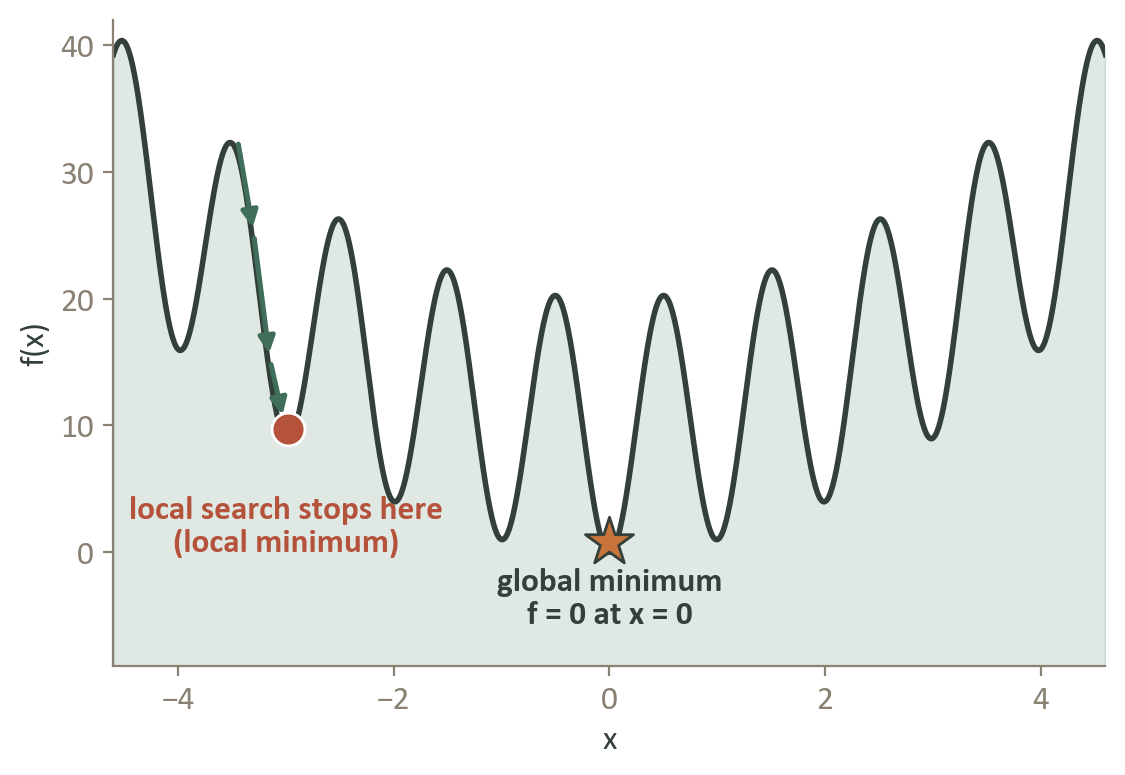 40
30
20
10
0
f(x)
local search stops here
(local minimum)
global minimum
f = 0 at x = 0
−4
−2
0
2
4
x